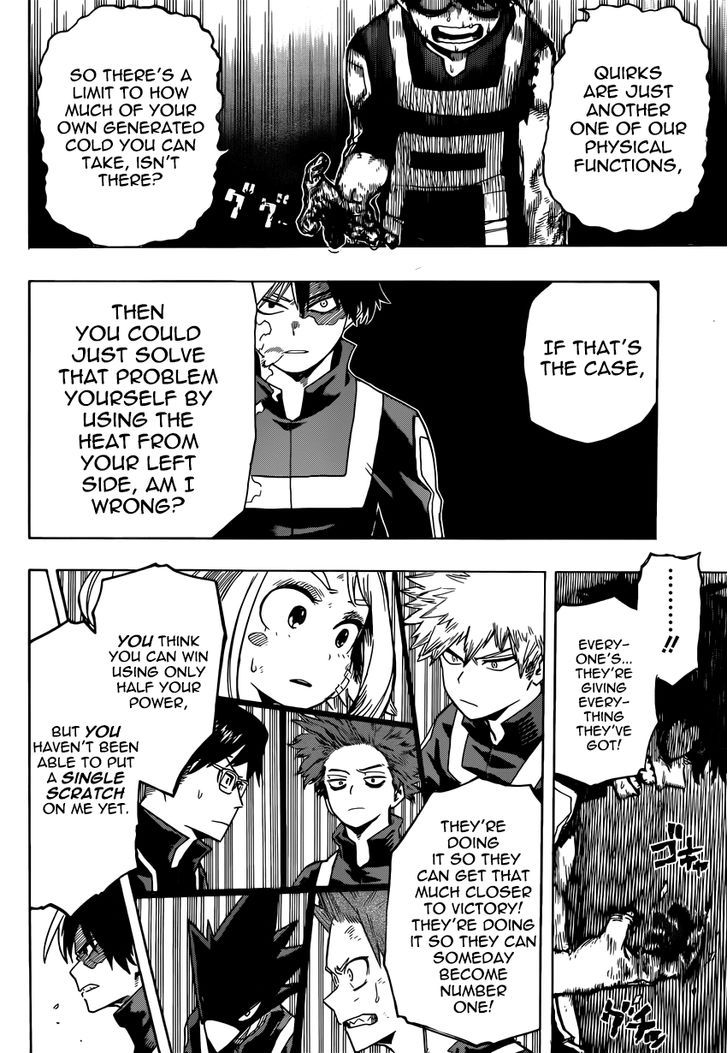 QUIRKS
ARE JUST
ANOTHER
ONE OF OUR
PHYSICAL
FUNCTIONS,
SO THERE'S A
LIMIT TO HOW
MUCH OF YOUR
OWN GENERATED
COLD YOU CAN
TAKE, ISN'T
THERE?
グググ...
IF THAT'S
THE CASE,
THEN
YOU COULD
JUST SOLVE
THAT PROBLEM
YOURSELF BY
USING THE
HEAT FROM
YOUR LEFT
SIDE, AM I
WRONG?
........!!
EVERY-
ONE'S...
THEY'RE
GIVING
EVERY-
THING
THEY'VE
GOT!
THEY'RE
DOING
IT SO THEY
CAN GET THAT
MUCH CLOSER
TO VICTORY!
THEY'RE DOING
IT SO THEY CAN
SOMEDAY
BECOME
NUMBER
ONE!
YOU THINK
YOU CAN WIN
USING ONLY
HALF YOUR
POWER,
BUT YOU
HAVEN'T BEEN
ABLE TO PUT
A SINGLE
SCRATCH
ON ME YET.